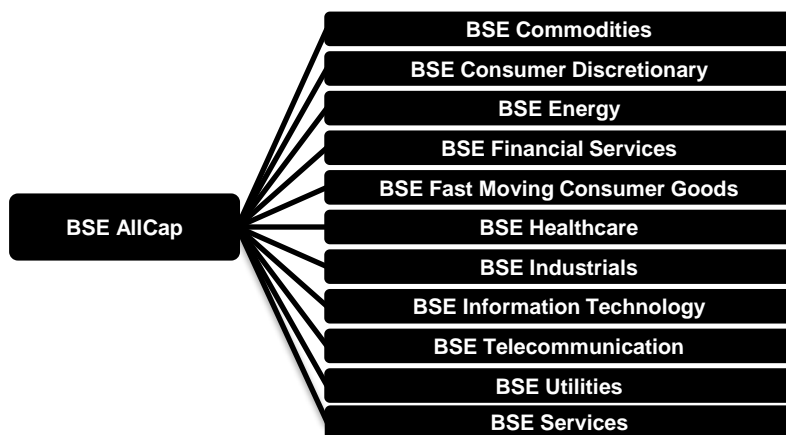 BSE Commodities
BSE Consumer Discretionary
BSE Energy
BSE Financial Services
BSE Fast Moving Consumer Goods
BSE AllCap
BSE Healthcare
BSE Industrials
BSE Information Technology
BSE Telecommunication
BSE Utilities
BSE Services